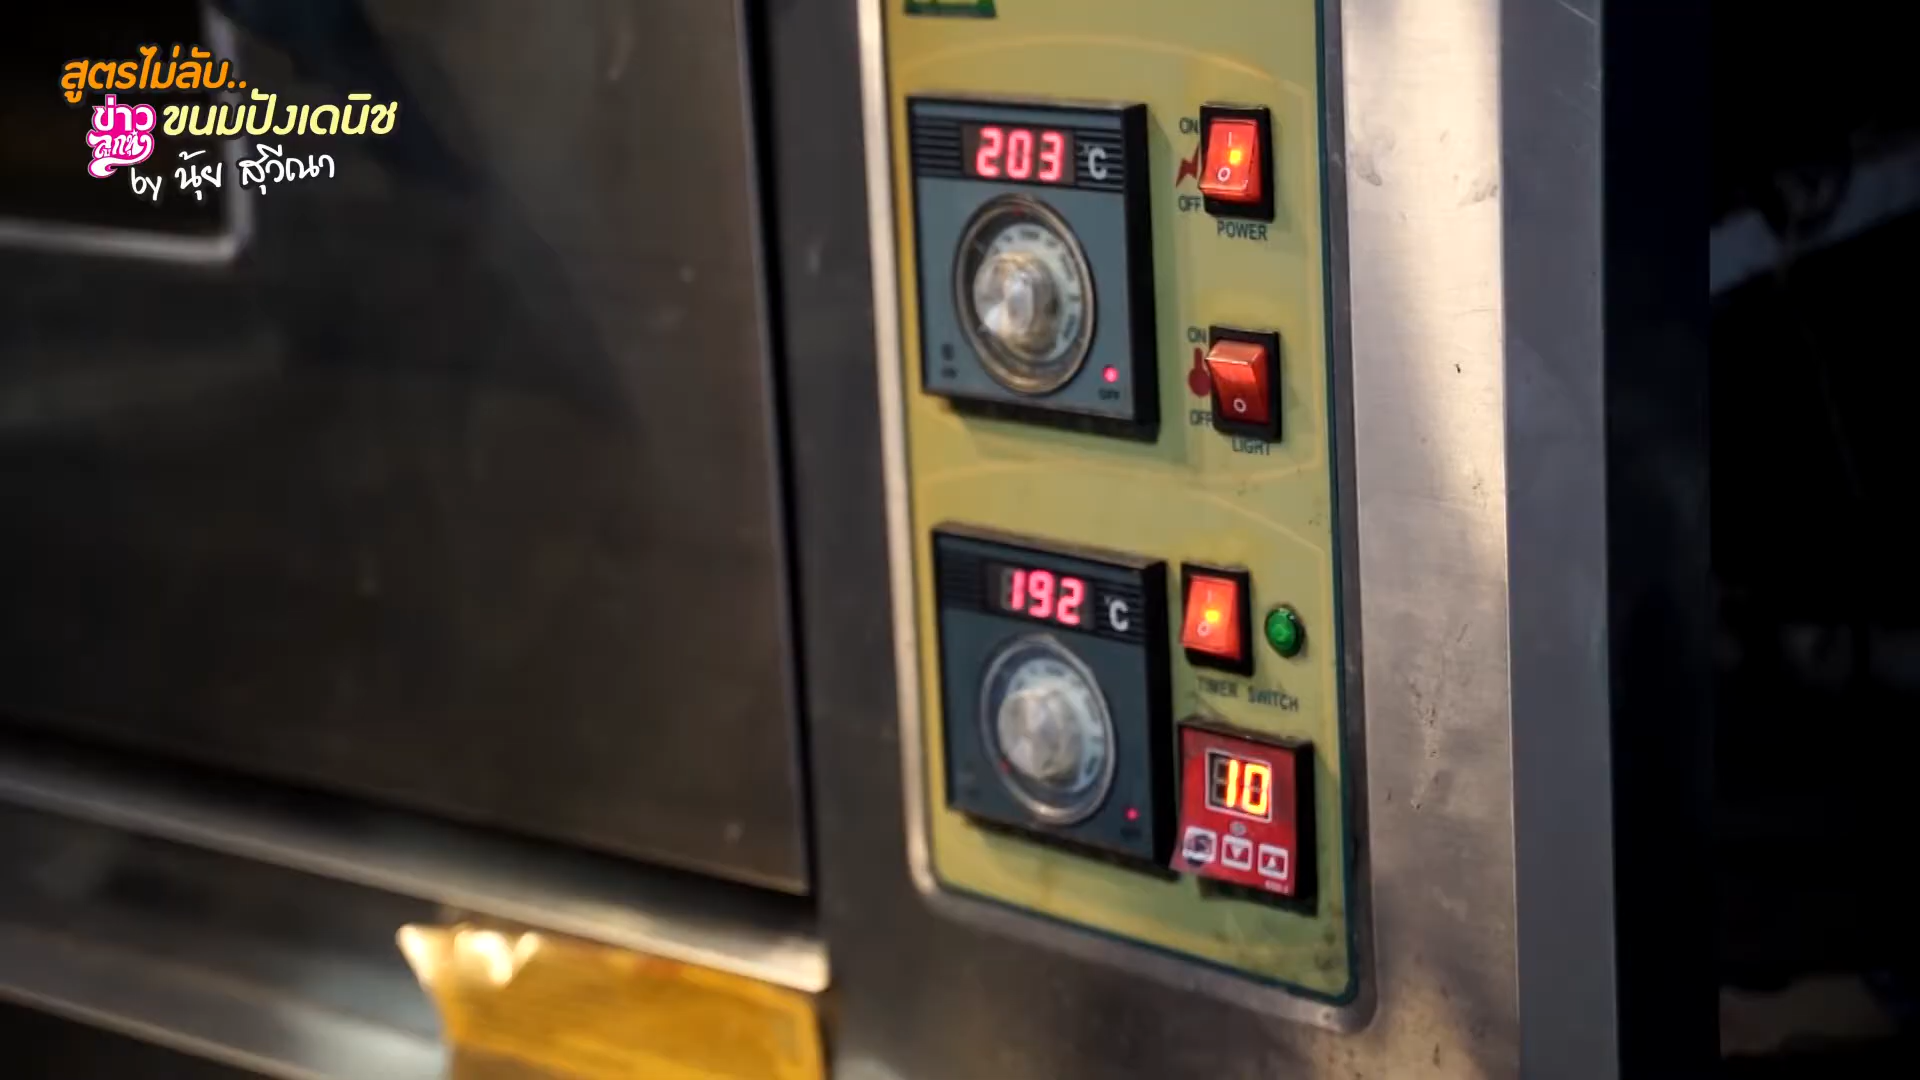 สูตรไม่ลับ..
ข่าว
ลูกทุ่ง
ขนมปังเดนิช
by นุ้ย สุวีณา
203 °C
ON
I
O
OFF
POWER
ON
O
OFF
LIGHT
OFF
192 °C
I
O
TIMER SWITCH
10